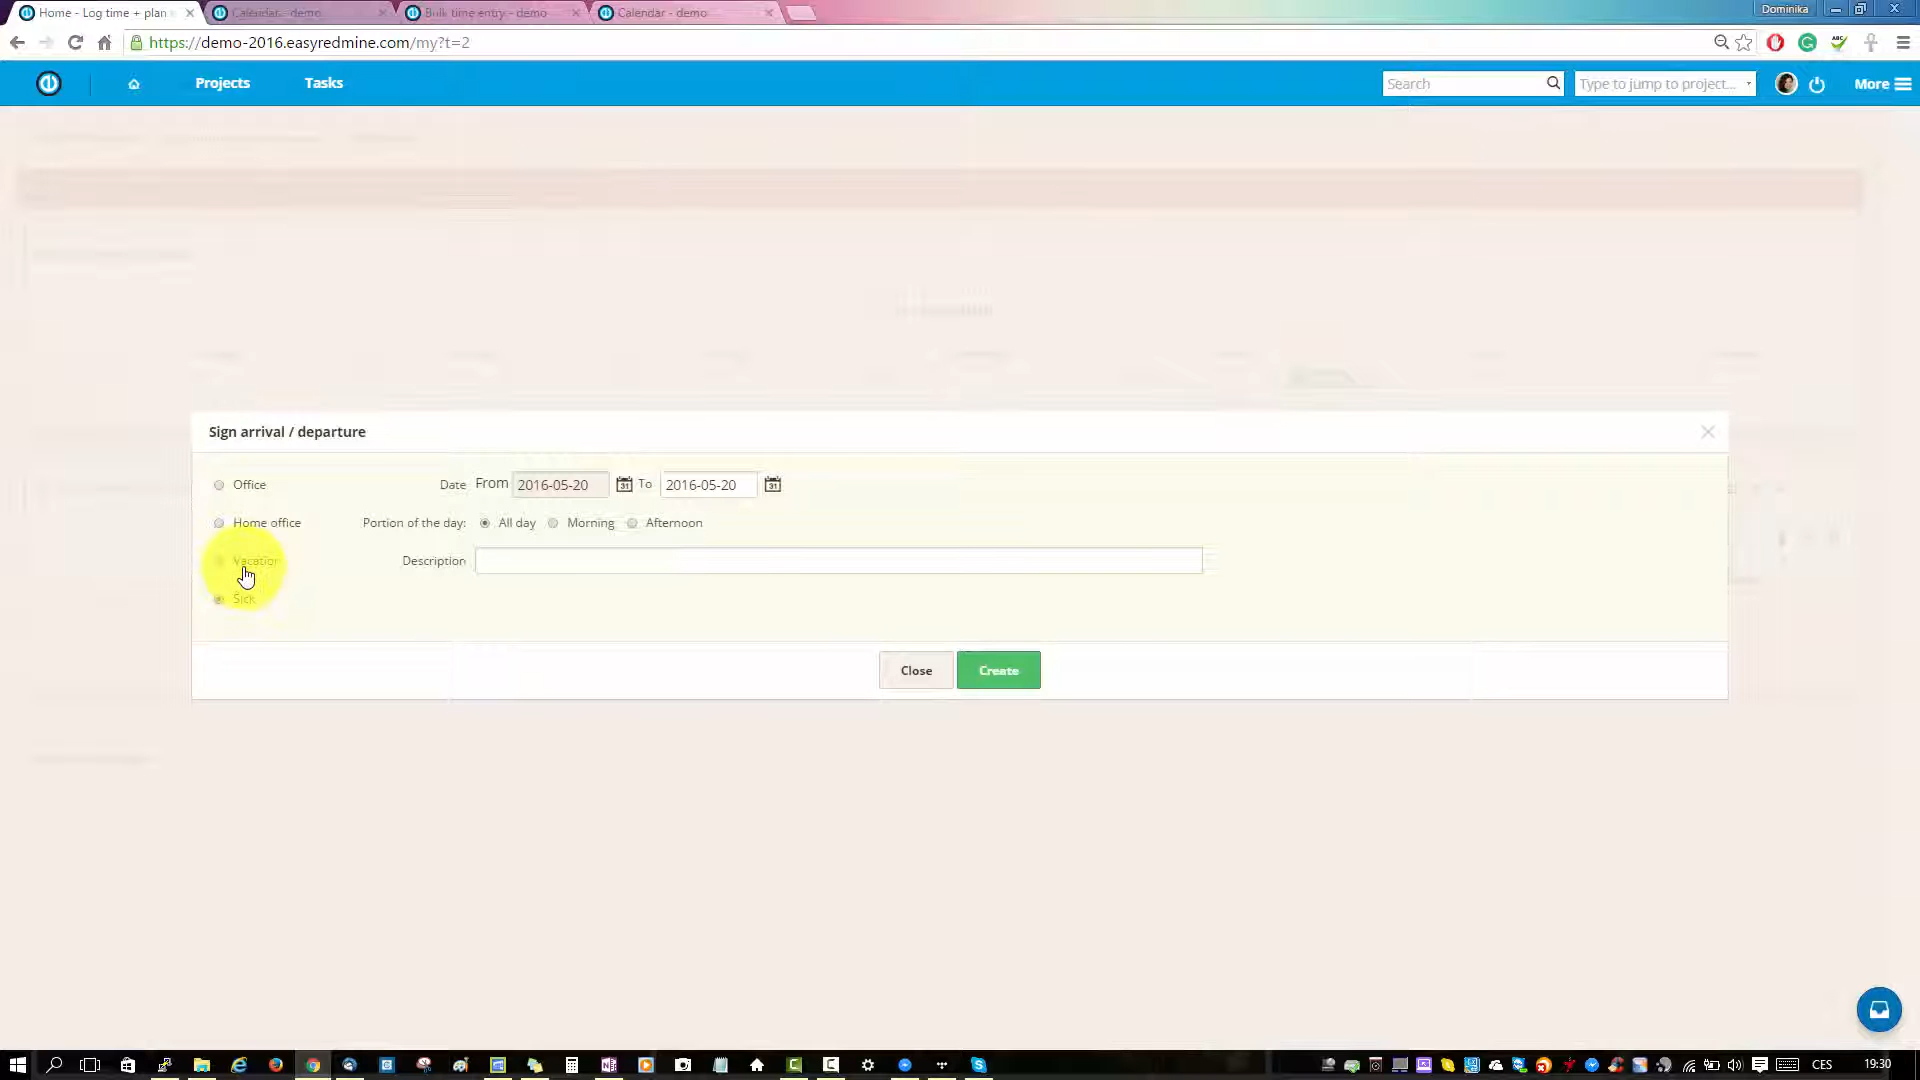 Home - Log time + plan
Calendar - demo
Bulk time entry - demo
Calendar - demo
Dominika
https://demo-2016.easyredmine.com/my?t=2
Projects
Tasks
Search
Type to jump to project...
More
Sign arrival / departure
Office
Date From 2016-05-20 To 2016-05-20
Home office
Portion of the day: All day Morning Afternoon
Vacation
Description
Sick
Close
Create
CES
19:30